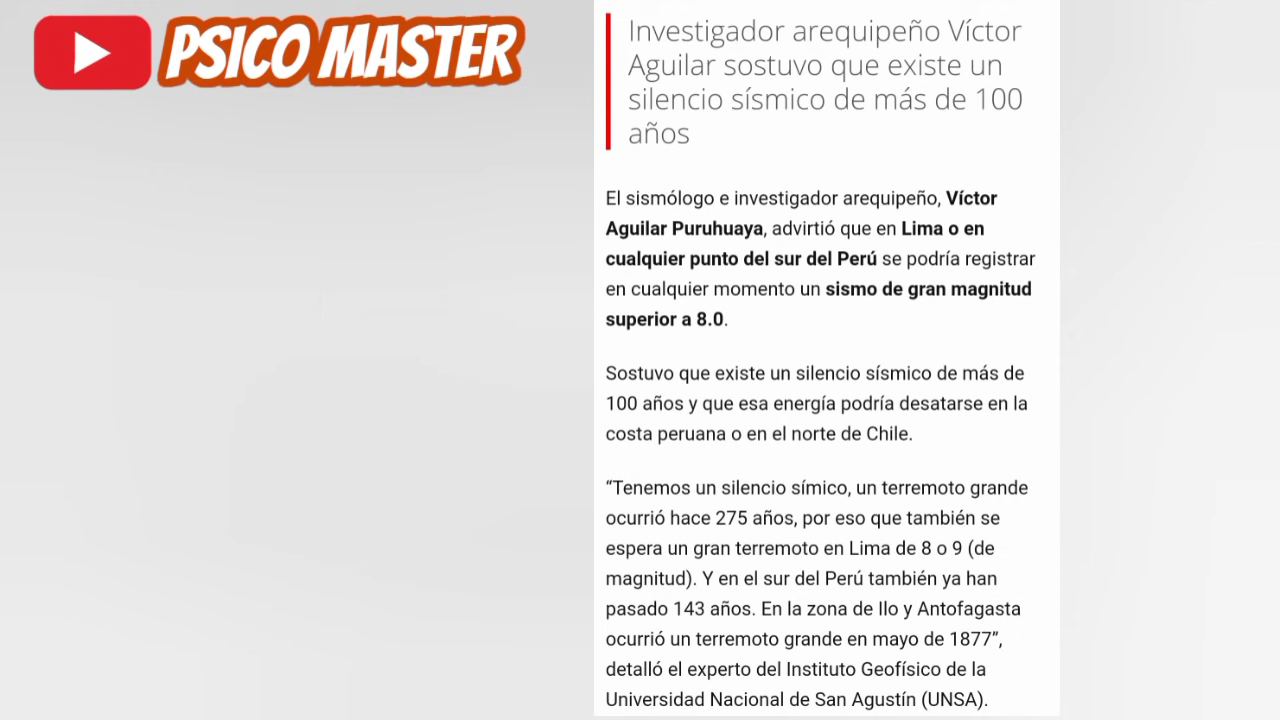 PSICO MASTER
Investigador arequipeño Víctor
Aguilar sostuvo que existe un
silencio sísmico de más de 100
años
El sismólogo e investigador arequipeño, Víctor
Aguilar Puruhuaya, advirtió que en Lima o en
cualquier punto del sur del Perú se podría registrar
en cualquier momento un sismo de gran magnitud
superior a 8.0.
Sostuvo que existe un silencio sísmico de más de
100 años y que esa energía podría desatarse en la
costa peruana o en el norte de Chile.
“Tenemos un silencio símico, un terremoto grande
ocurrió hace 275 años, por eso que también se
espera un gran terremoto en Lima de 8 o 9 (de
magnitud). Y en el sur del Perú también ya han
pasado 143 años. En la zona de Ilo y Antofagasta
ocurrió un terremoto grande en mayo de 1877”,
detalló el experto del Instituto Geofísico de la
Universidad Nacional de San Agustín (UNSA).